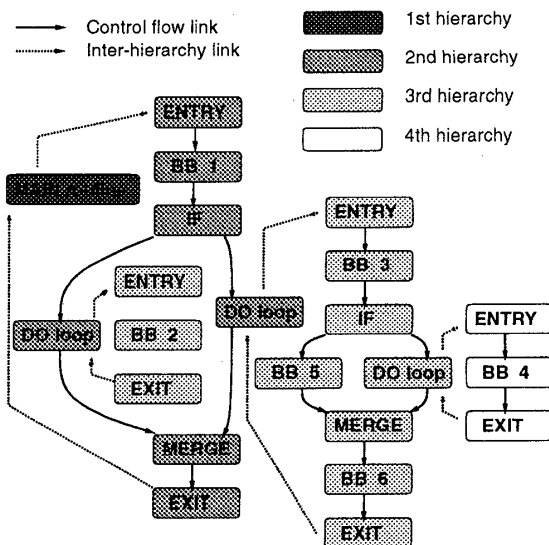 Control flow link
Inter-hierarchy link
1st hierarchy
2nd hierarchy
3rd hierarchy
4th hierarchy
ENTRY
BB 1
MAIN
IF
ENTRY
DO loop
BB 2
EXIT
DO loop
MERGE
EXIT
ENTRY
BB 3
IF
BB 5
DO loop
MERGE
BB 6
EXIT
ENTRY
BB 4
EXIT